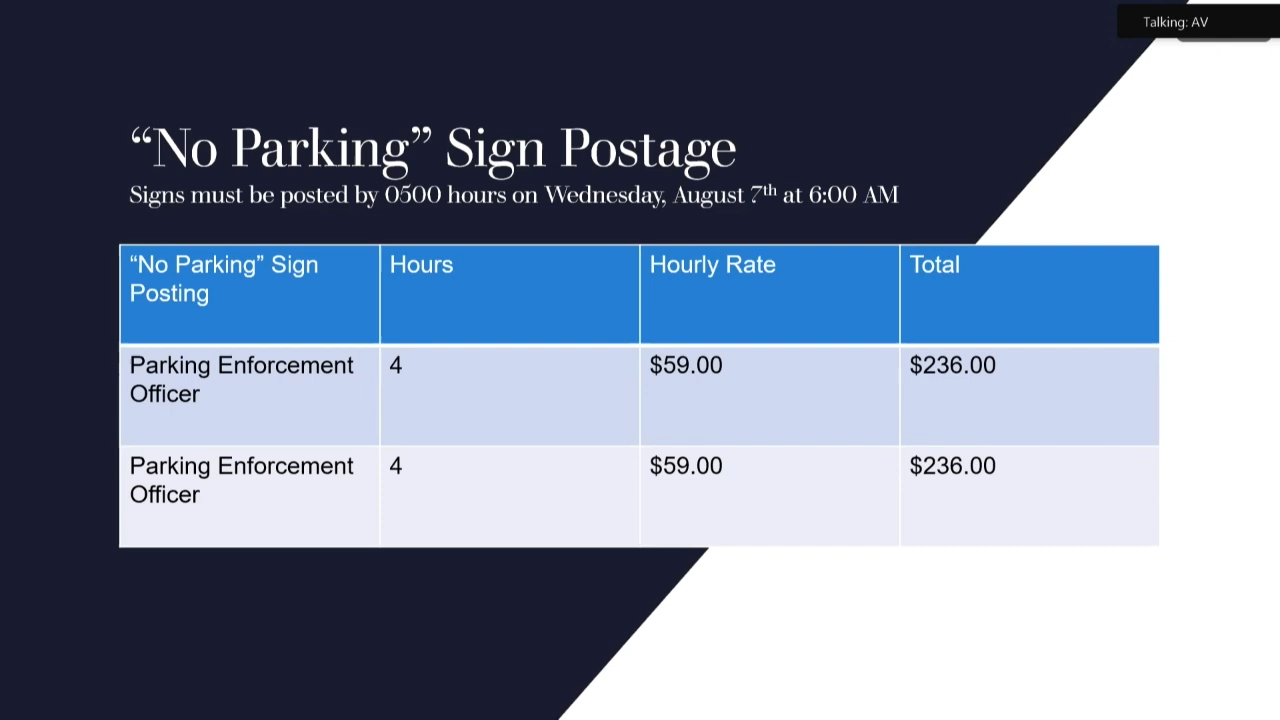 Talking: AV
“No Parking” Sign Postage
Signs must be posted by 0500 hours on Wednesday, August 7th at 6:00 AM
“No Parking” Sign Posting Hours Hourly Rate Total
Parking Enforcement Officer 4 $59.00 $236.00
Parking Enforcement Officer 4 $59.00 $236.00